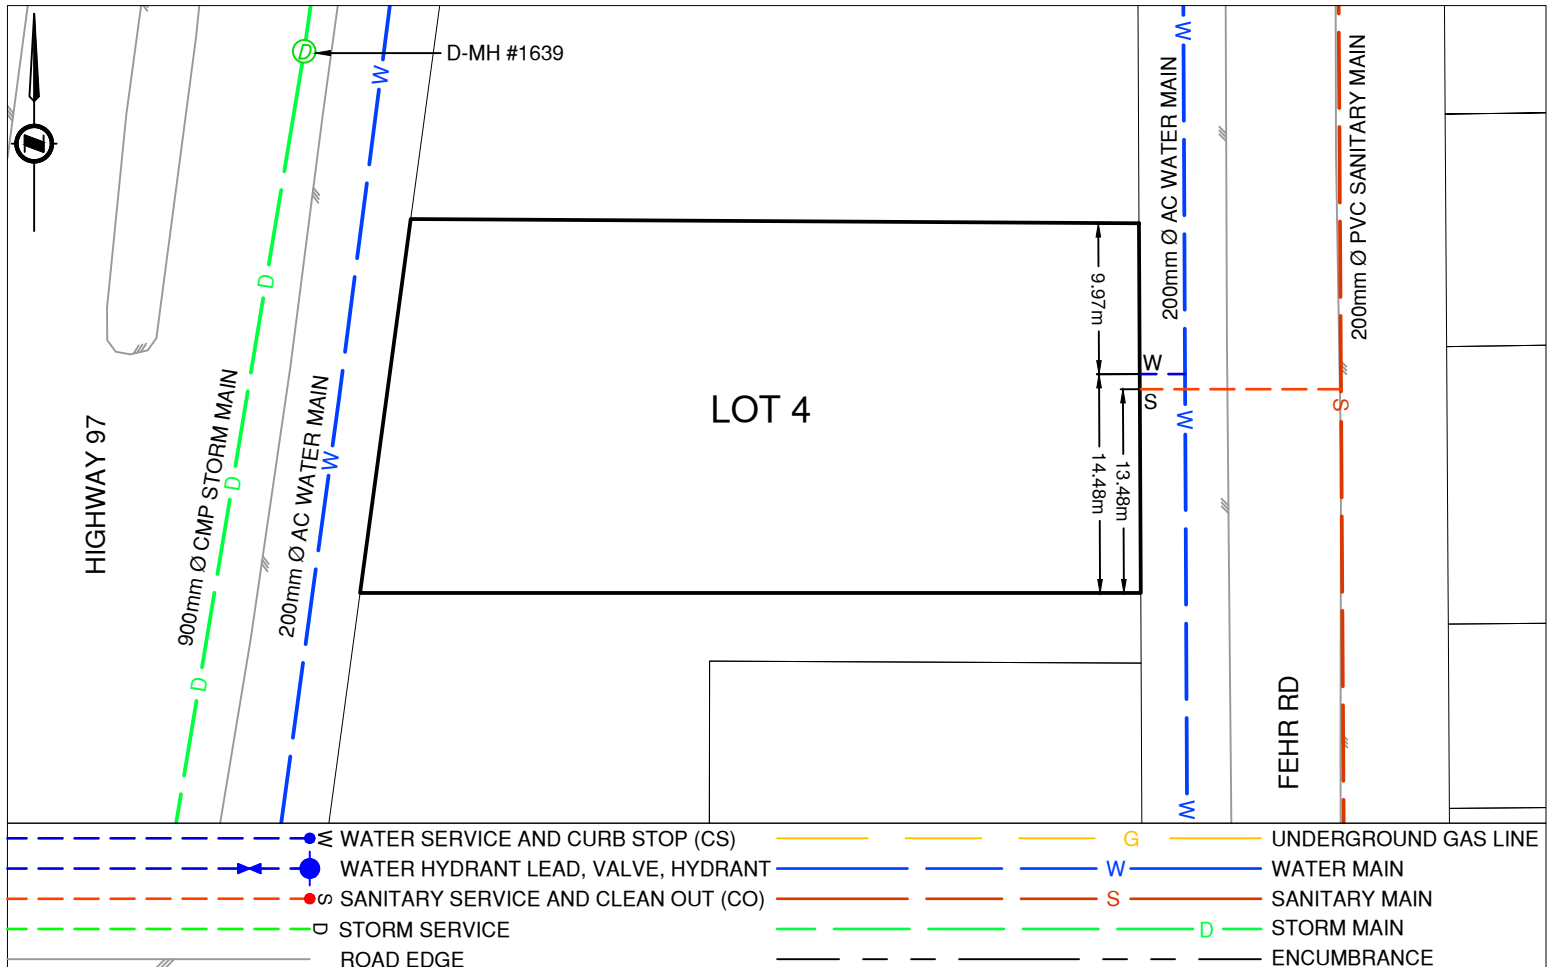 D-MH #1639
D
W
W
W
200mm Ø AC WATER MAIN
200mm Ø PVC SANITARY MAIN
N
D
9.97m
W
S
S
W
LOT 4
HIGHWAY 97
900mm Ø CMP STORM MAIN
D
200mm Ø AC WATER MAIN
W
14.48m
13.48m
D
FEHR RD
W
W WATER SERVICE AND CURB STOP (CS)
G UNDERGROUND GAS LINE
WATER HYDRANT LEAD, VALVE, HYDRANT
W WATER MAIN
S SANITARY SERVICE AND CLEAN OUT (CO)
S SANITARY MAIN
D STORM SERVICE
D STORM MAIN
ROAD EDGE
ENCUMBRANCE